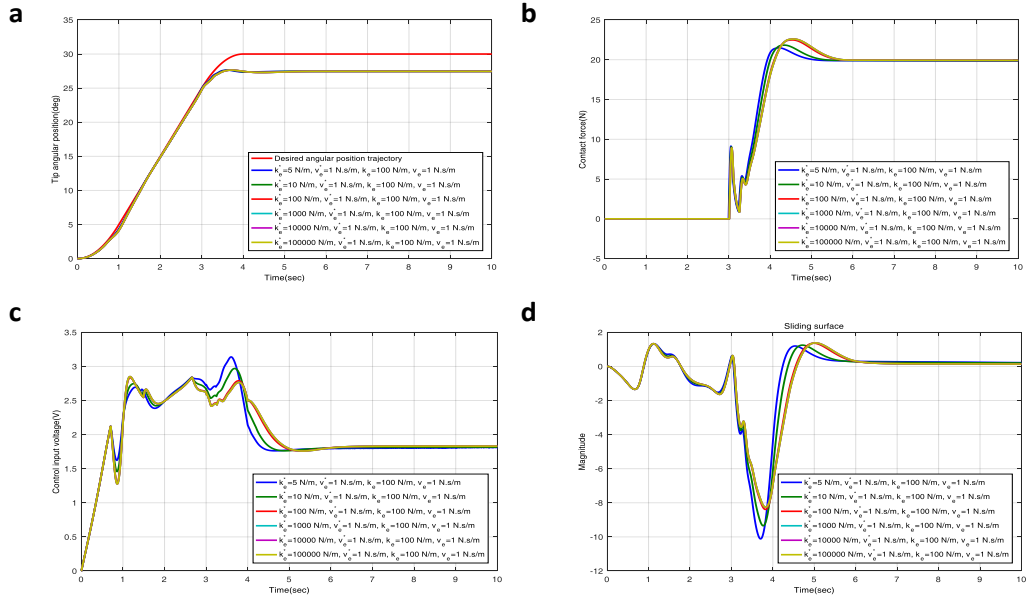 a
35
30
25
20
15
10
5
0
0 1 2 3 4 5 6 7 8 9 10
Tip angular position(deg)
Time(sec)
Desired angular position trajectory
k*e=5 N/m, v*e=1 N.s/m, ke=100 N/m, ve=1 N.s/m
k*e=10 N/m, v*e=1 N.s/m, ke=100 N/m, ve=1 N.s/m
k*e=100 N/m, v*e=1 N.s/m, ke=100 N/m, ve=1 N.s/m
k*e=1000 N/m, v*e=1 N.s/m, ke=100 N/m, ve=1 N.s/m
k*e=10000 N/m, v*e=1 N.s/m, ke=100 N/m, ve=1 N.s/m
k*e=100000 N/m, v*e=1 N.s/m, ke=100 N/m, ve=1 N.s/m
b
25
20
15
10
5
0
-5
0 1 2 3 4 5 6 7 8 9 10
Contact force(N)
Time(sec)
k*e=5 N/m, v*e=1 N.s/m, ke=100 N/m, ve=1 N.s/m
k*e=10 N/m, v*e=1 N.s/m, ke=100 N/m, ve=1 N.s/m
k*e=100 N/m, v*e=1 N.s/m, ke=100 N/m, ve=1 N.s/m
k*e=1000 N/m, v*e=1 N.s/m, ke=100 N/m, ve=1 N.s/m
k*e=10000 N/m, v*e=1 N.s/m, ke=100 N/m, ve=1 N.s/m
k*e=100000 N/m, v*e=1 N.s/m, ke=100 N/m, ve=1 N.s/m
c
3.5
3
2.5
2
1.5
1
0.5
0
0 1 2 3 4 5 6 7 8 9 10
Control input voltage(V)
Time(sec)
k*e=5 N/m, v*e=1 N.s/m, ke=100 N/m, ve=1 N.s/m
k*e=10 N/m, v*e=1 N.s/m, ke=100 N/m, ve=1 N.s/m
k*e=100 N/m, v*e=1 N.s/m, ke=100 N/m, ve=1 N.s/m
k*e=1000 N/m, v*e=1 N.s/m, ke=100 N/m, ve=1 N.s/m
k*e=10000 N/m, v*e=1 N.s/m, ke=100 N/m, ve=1 N.s/m
k*e=100000 N/m, v*e=1 N.s/m, ke=100 N/m, ve=1 N.s/m
d
Sliding surface
2
0
-2
-4
-6
-8
-10
-12
0 1 2 3 4 5 6 7 8 9 10
Magnitude
Time(sec)
k*e=5 N/m, v*e=1 N.s/m, ke=100 N/m, ve=1 N.s/m
k*e=10 N/m, v*e=1 N.s/m, ke=100 N/m, ve=1 N.s/m
k*e=100 N/m, v*e=1 N.s/m, ke=100 N/m, ve=1 N.s/m
k*e=1000 N/m, v*e=1 N.s/m, ke=100 N/m, ve=1 N.s/m
k*e=10000 N/m, v*e=1 N.s/m, ke=100 N/m, ve=1 N.s/m
k*e=100000 N/m, v*e=1 N.s/m, ke=100 N/m, ve=1 N.s/m